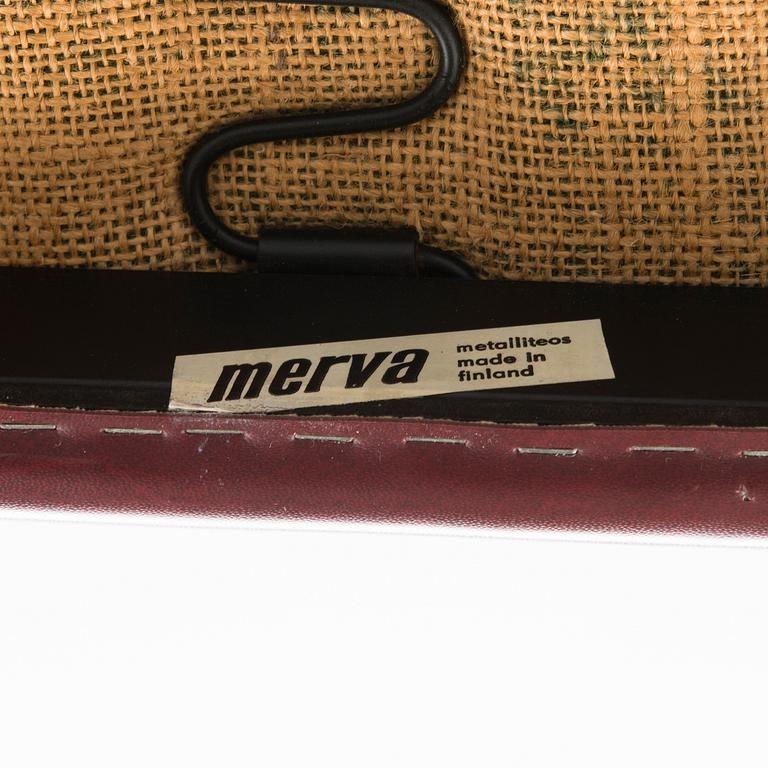 merva
metalliteos
made in
finland